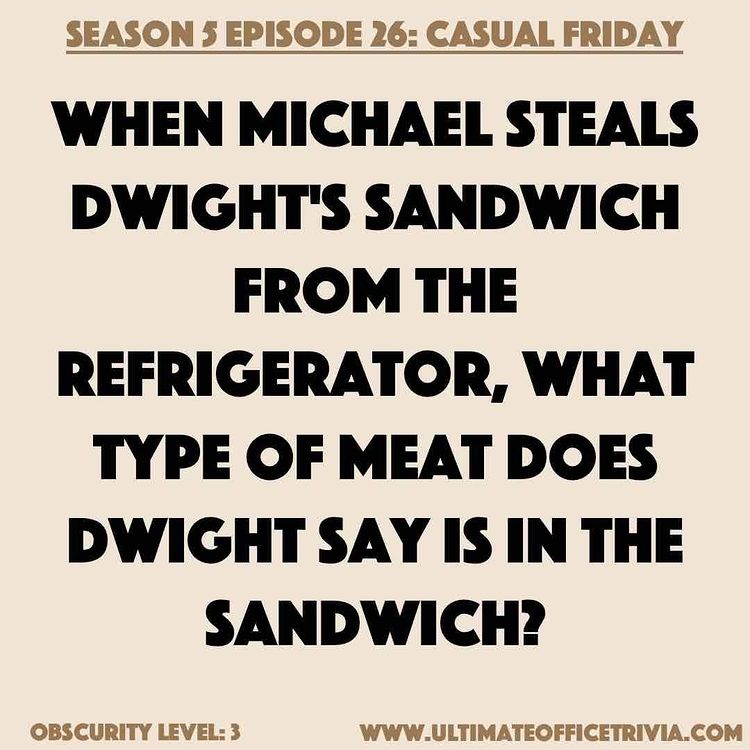 SEASON 5 EPISODE 26: CASUAL FRIDAY
WHEN MICHAEL STEALS
DWIGHT'S SANDWICH
FROM THE
REFRIGERATOR, WHAT
TYPE OF MEAT DOES
DWIGHT SAY IS IN THE
SANDWICH?
OBSCURITY LEVEL: 3
WWW.ULTIMATEOFFICETRIVIA.COM